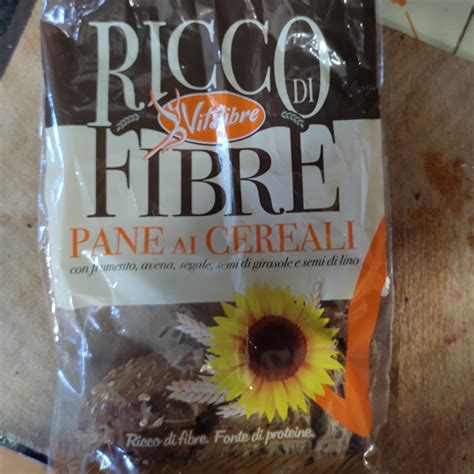 RICCO DI
Vitafibre
FIBRE
PANE AI CEREALI
con frumento, avena, segale, semi di girasole e semi di lino
Ricco di fibre. Fonte di proteine.